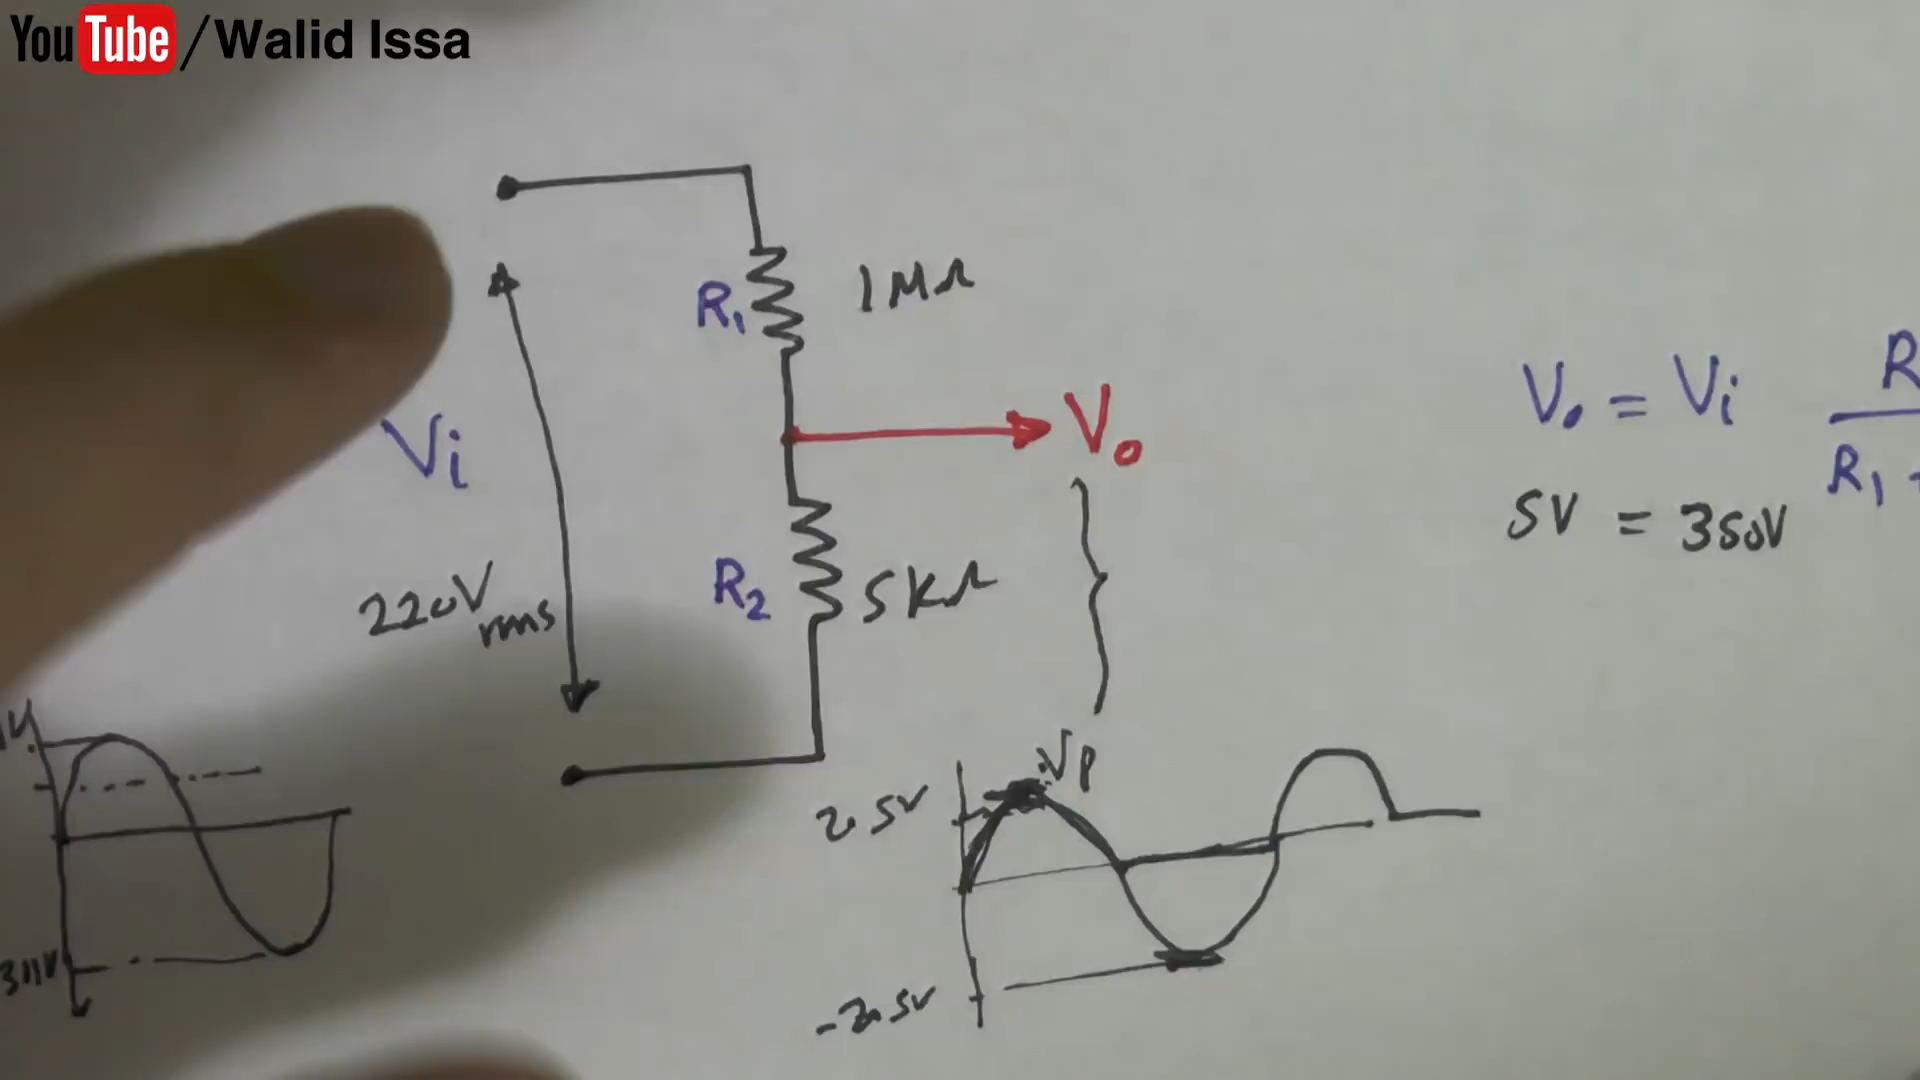 YouTube/Walid Issa
R₁ 1MΩ
Vi
Vo
220Vrms
R₂ 5KΩ
Vo = Vi R
R₁ +
5V = 350V
Vp
2.5V
-2.5V
311V